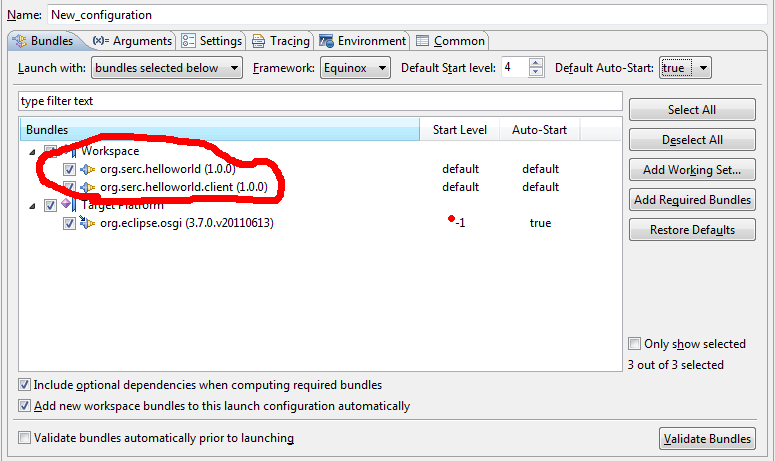 Name: New_configuration
Bundles (x)= Arguments Settings Tracing Environment Common
Launch with: bundles selected below Framework: Equinox Default Start level: 4 Default Auto-Start: true
type filter text
Bundles Start Level Auto-Start
Workspace
org.serc.helloworld (1.0.0) default default
org.serc.helloworld.client (1.0.0) default default
Target Platform
org.eclipse.osgi (3.7.0.v20110613) -1 true
Select All
Deselect All
Add Working Set...
Add Required Bundles
Restore Defaults
Only show selected
3 out of 3 selected
Include optional dependencies when computing required bundles
Add new workspace bundles to this launch configuration automatically
Validate bundles automatically prior to launching
Validate Bundles